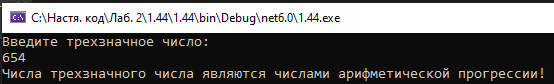 C:\Настя. код\Лаб. 2\1.44\1.44\bin\Debug\net6.0\1.44.exe
Введите трехзначное число:
654
Числа трехзначного числа являются числами арифметической прогрессии!